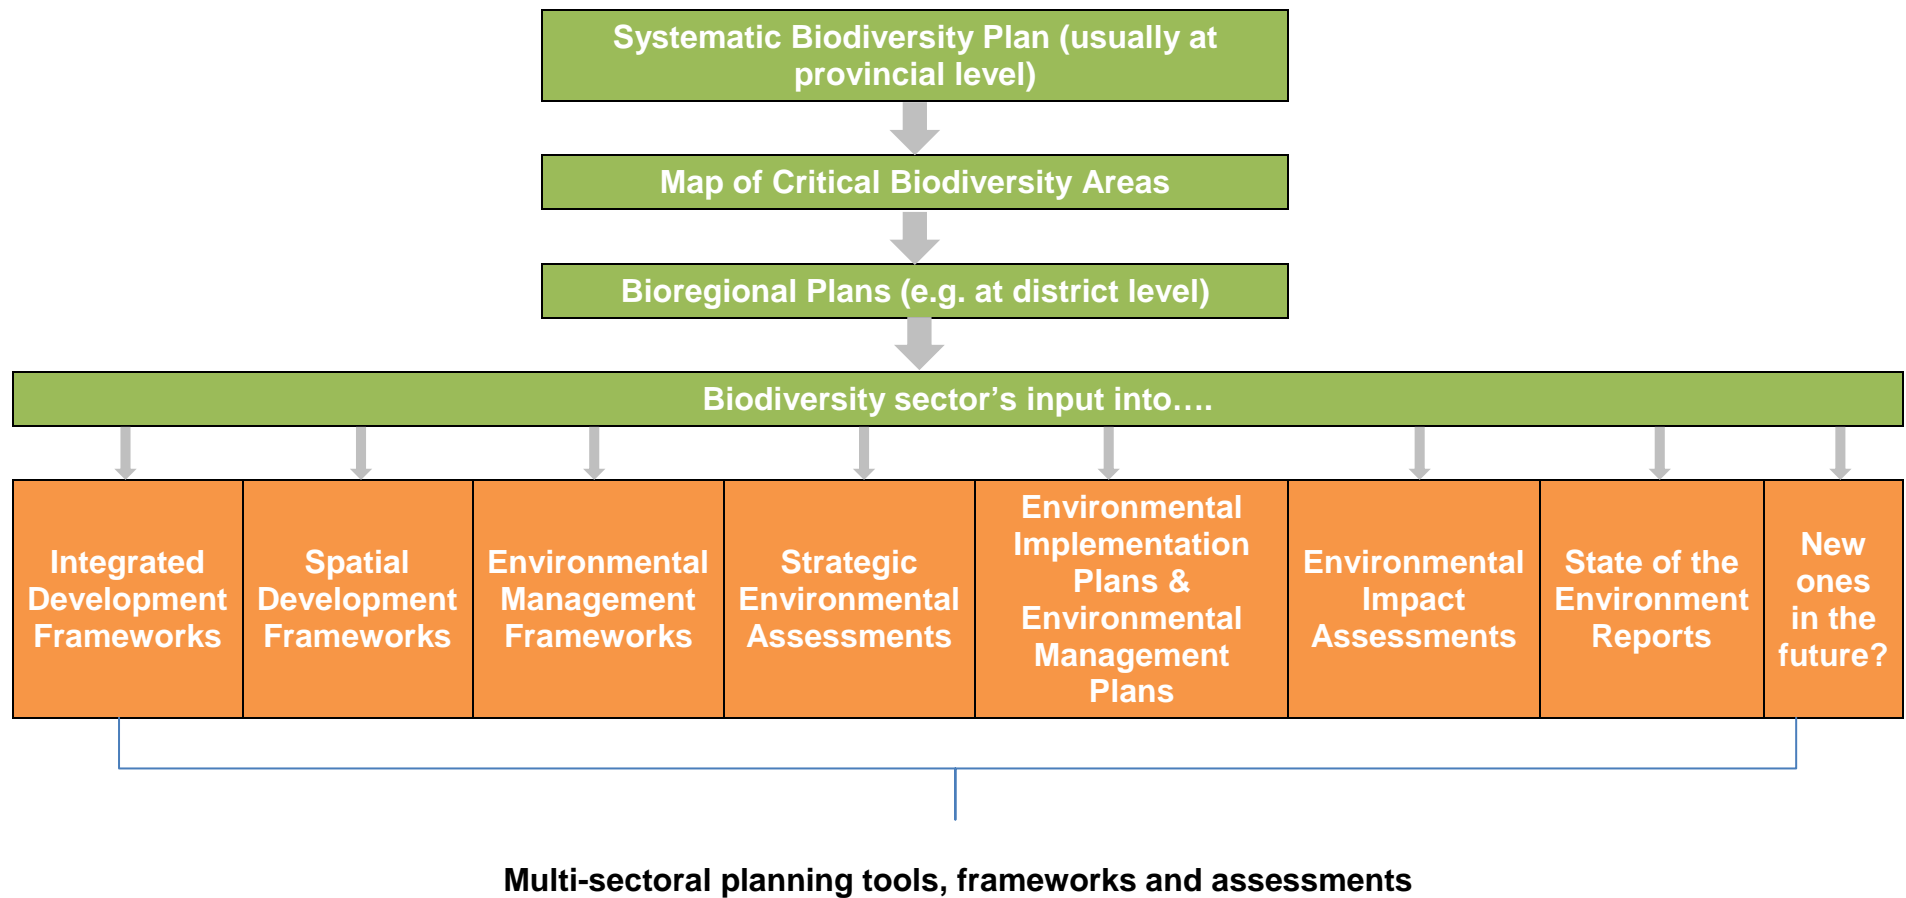 Systematic Biodiversity Plan (usually at
provincial level)
Map of Critical Biodiversity Areas
Bioregional Plans (e.g. at district level)
Biodiversity sector’s input into….
Integrated
Development
Frameworks
Spatial
Development
Frameworks
Environmental
Management
Frameworks
Strategic
Environmental
Assessments
Environmental
Implementation
Plans &
Environmental
Management
Plans
Environmental
Impact
Assessments
State of the
Environment
Reports
New
ones
in the
future?
Multi-sectoral planning tools, frameworks and assessments